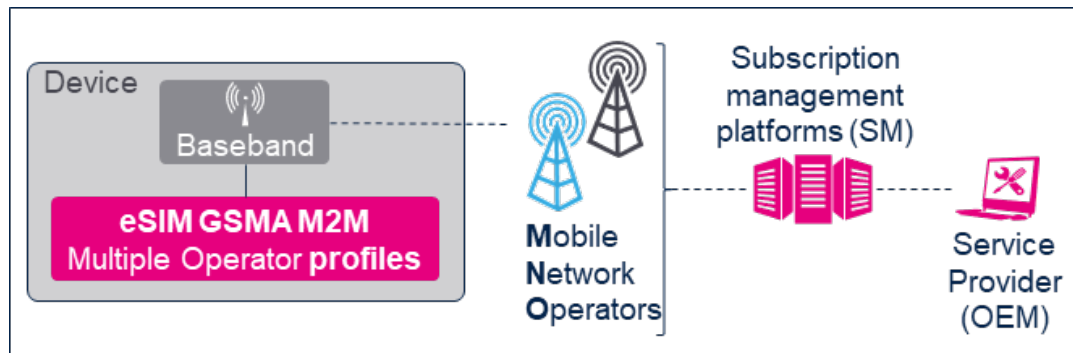 Device
Baseband
eSIM GSMA M2M
Multiple Operator profiles
Mobile
Network
Operators
Subscription
management
platforms (SM)
Service
Provider
(OEM)